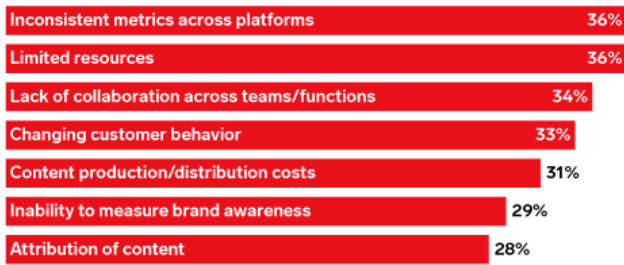 Inconsistent metrics across platforms 36%
Limited resources 36%
Lack of collaboration across teams/functions 34%
Changing customer behavior 33%
Content production/distribution costs 31%
Inability to measure brand awareness 29%
Attribution of content 28%